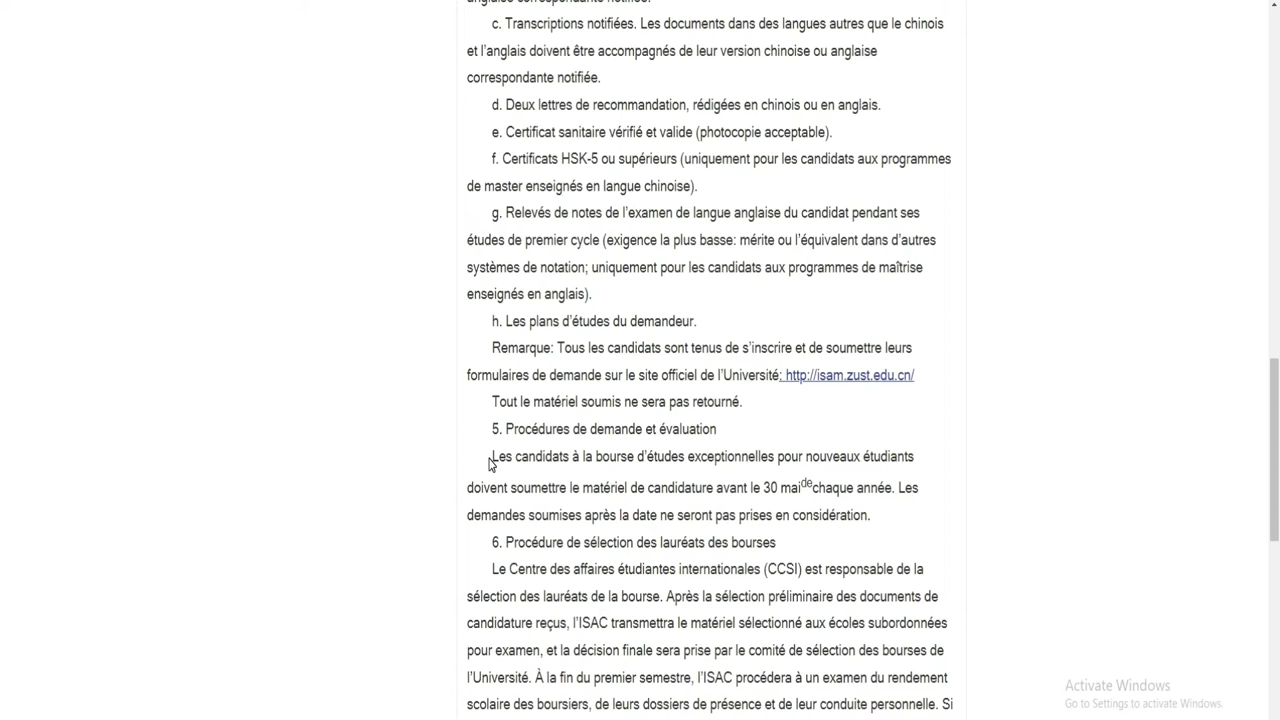 c. Transcriptions notifiées. Les documents dans des langues autres que le chinois
et l’anglais doivent être accompagnés de leur version chinoise ou anglaise
correspondante notifiée.
d. Deux lettres de recommandation, rédigées en chinois ou en anglais.
e. Certificat sanitaire vérifié et valide (photocopie acceptable).
f. Certificats HSK-5 ou supérieurs (uniquement pour les candidats aux programmes
de master enseignés en langue chinoise).
g. Relevés de notes de l’examen de langue anglaise du candidat pendant ses
études de premier cycle (exigence la plus basse: mérite ou l’équivalent dans d’autres
systèmes de notation; uniquement pour les candidats aux programmes de maîtrise
enseignés en anglais).
h. Les plans d’études du demandeur.
Remarque: Tous les candidats sont tenus de s’inscrire et de soumettre leurs
formulaires de demande sur le site officiel de l’Université: http://isam.zust.edu.cn/
Tout le matériel soumis ne sera pas retourné.
5. Procédures de demande et évaluation
Les candidats à la bourse d’études exceptionnelles pour nouveaux étudiants
doivent soumettre le matériel de candidature avant le 30 maidechaque année. Les
demandes soumises après la date ne seront pas prises en considération.
6. Procédure de sélection des lauréats des bourses
Le Centre des affaires étudiantes internationales (CCSI) est responsable de la
sélection des lauréats de la bourse. Après la sélection préliminaire des documents de
candidature reçus, l’ISAC transmettra le matériel sélectionné aux écoles subordonnées
pour examen, et la décision finale sera prise par le comité de sélection des bourses de
l’Université. À la fin du premier semestre, l’ISAC procédera à un examen du rendement
scolaire des boursiers, de leurs dossiers de présence et de leur conduite personnelle. Si
Activate Windows
Go to Settings to activate Windows.